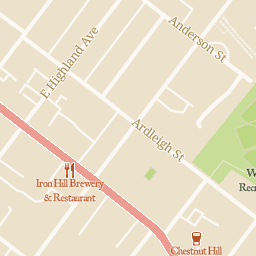 Anderson St
E Highland Ave
Ardleigh St
Iron Hill Brewery
& Restaurant
Chestnut Hill